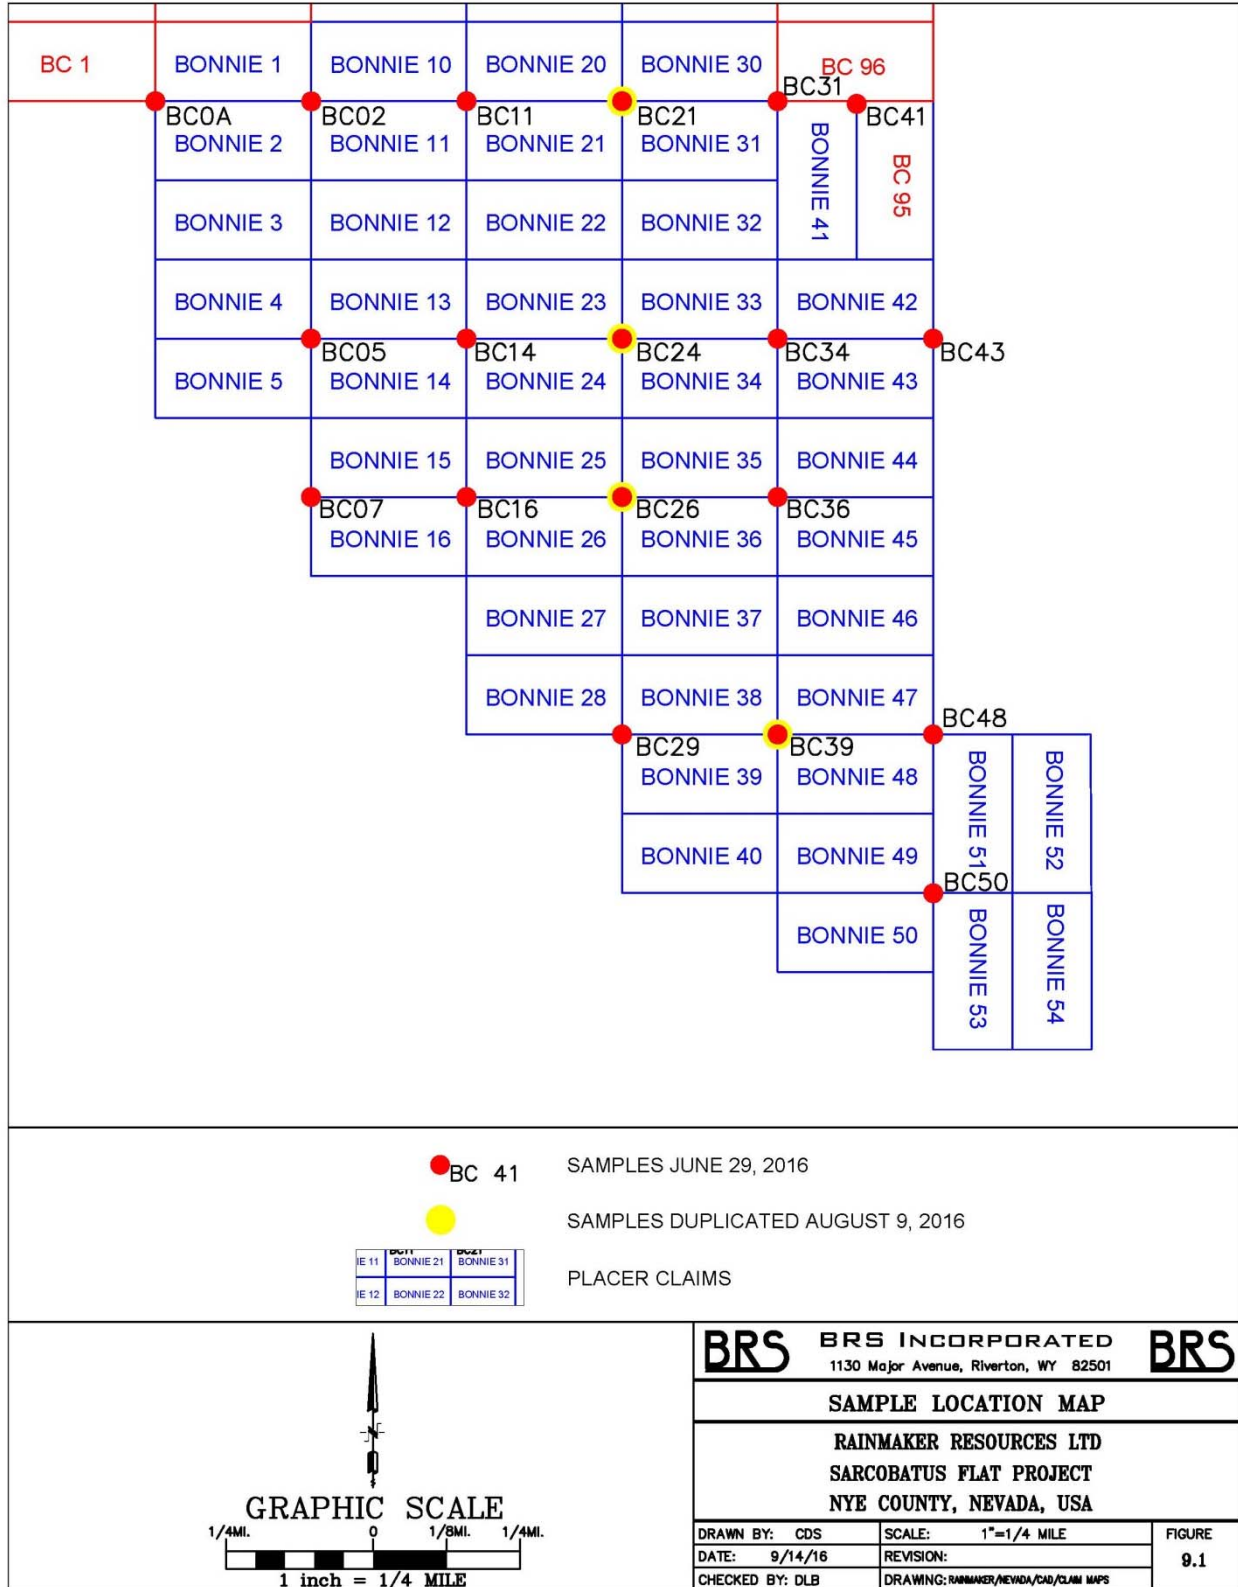 BC 1
BONNIE 1
BONNIE 10
BONNIE 20
BONNIE 30
BC 96
BC0A
BC02
BC11
BC21
BC31
BC41
BONNIE 2
BONNIE 11
BONNIE 21
BONNIE 31
BONNIE 41
BC 95
BONNIE 3
BONNIE 12
BONNIE 22
BONNIE 32
BONNIE 4
BONNIE 13
BONNIE 23
BONNIE 33
BONNIE 42
BC05
BC14
BC24
BC34
BC43
BONNIE 5
BONNIE 14
BONNIE 24
BONNIE 34
BONNIE 43
BONNIE 15
BONNIE 25
BONNIE 35
BONNIE 44
BC07
BC16
BC26
BC36
BONNIE 16
BONNIE 26
BONNIE 36
BONNIE 45
BONNIE 27
BONNIE 37
BONNIE 46
BONNIE 28
BONNIE 38
BONNIE 47
BC48
BC29
BC39
BONNIE 39
BONNIE 48
BONNIE 51
BONNIE 52
BONNIE 40
BONNIE 49
BC50
BONNIE 50
BONNIE 53
BONNIE 54
BC 41
SAMPLES JUNE 29, 2016
SAMPLES DUPLICATED AUGUST 9, 2016
BC11
BC21
IE 11
BONNIE 21
BONNIE 31
IE 12
BONNIE 22
BONNIE 32
PLACER CLAIMS
N
GRAPHIC SCALE
1/4MI.
0
1/8MI.
1/4MI.
1 inch = 1/4 MILE
BRS
BRS INCORPORATED
1130 Major Avenue, Riverton, WY 82501
BRS
SAMPLE LOCATION MAP
RAINMAKER RESOURCES LTD
SARCOBATUS FLAT PROJECT
NYE COUNTY, NEVADA, USA
DRAWN BY: CDS
SCALE: 1"=1/4 MILE
FIGURE
9.1
DATE: 9/14/16
REVISION:
CHECKED BY: DLB
DRAWING: RAINMAKER/NEVADA/CAD/CLAIM MAPS